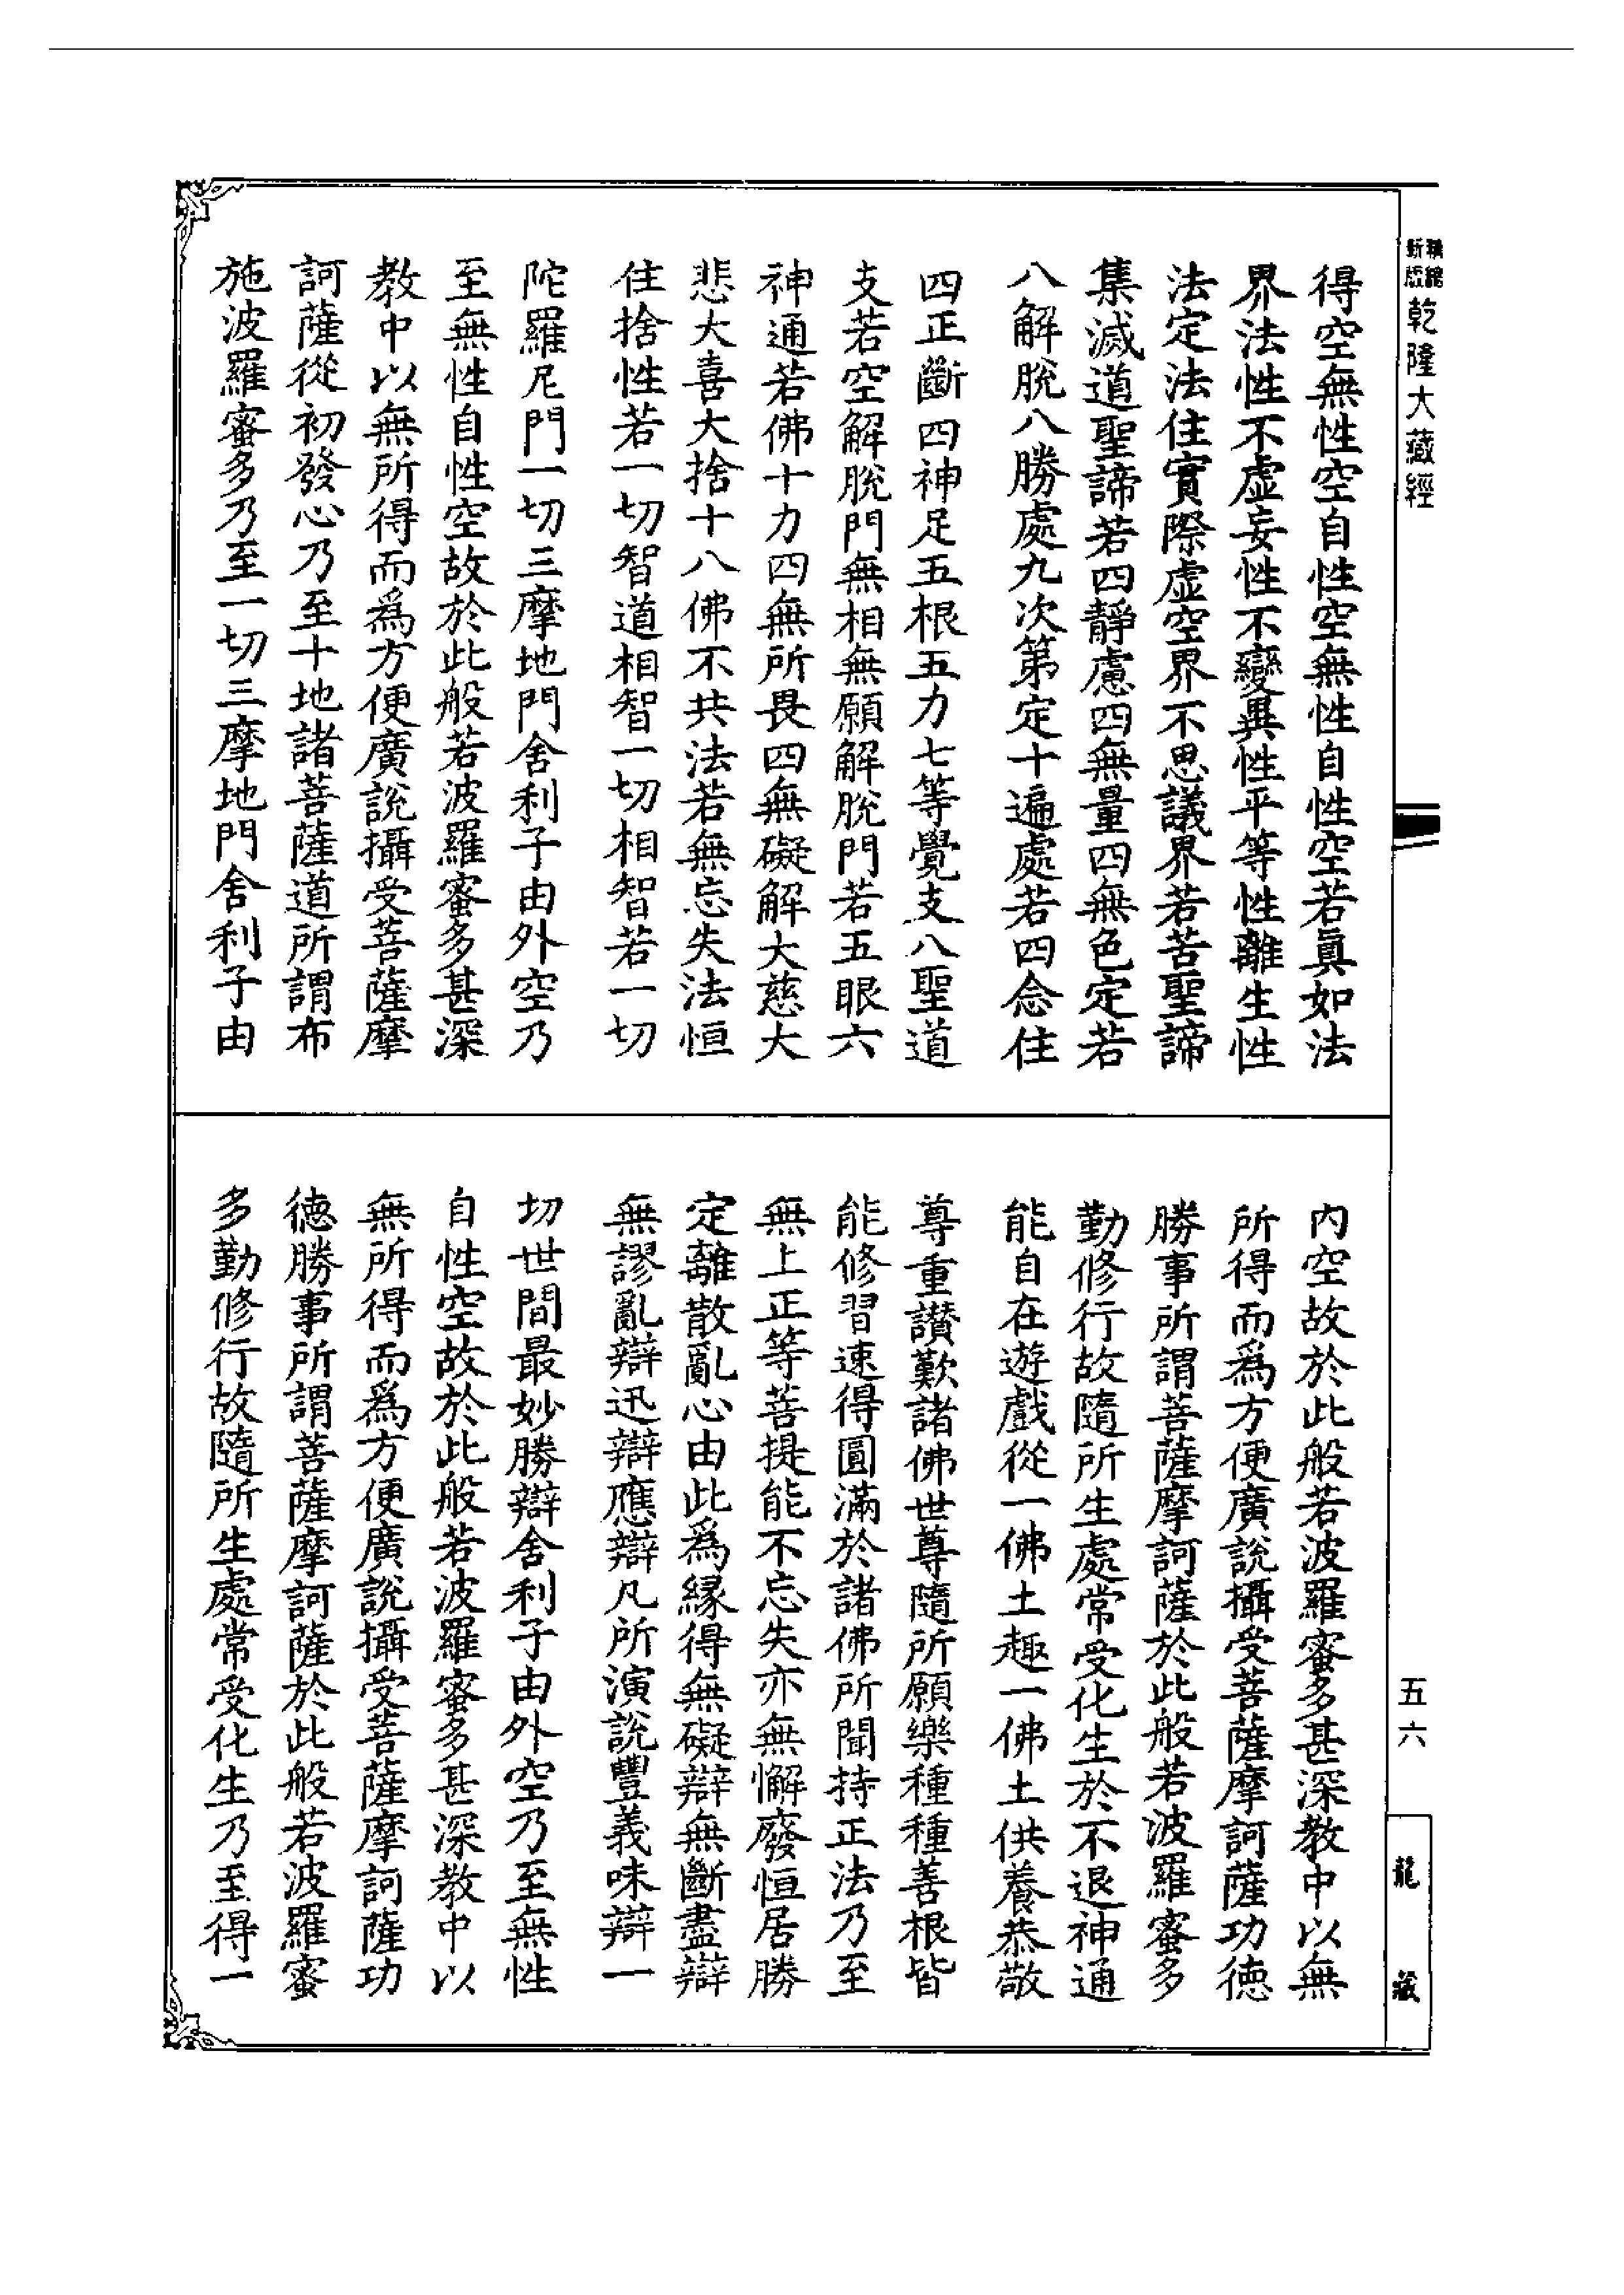 精縮新版乾隆大藏經
得空無性空自性空無性自性空若眞如法
界法性不虛妄性不變異性平等性離生性
法定法住實際虛空界不思議界若苦聖諦
集滅道聖諦若四靜慮四無量四無色定若
八解脫八勝處九次第定十遍處若四念住
四正斷四神足五根五力七等覺支八聖道
支若空解脫門無相無願解脫門若五眼六
神通若佛十力四無所畏四無礙解大慈大
悲大喜大捨十八佛不共法若無忘失法恒
住捨性若一切智道相智一切相智若一切
陀羅尼門一切三摩地門舍利子由外空乃
至無性自性空故於此般若波羅蜜多甚深
教中以無所得而爲方便廣說攝受菩薩摩
訶薩從初發心乃至十地諸菩薩道所謂布
施波羅蜜多乃至一切三摩地門舍利子由
內空故於此般若波羅蜜多甚深教中以無
所得而爲方便廣說攝受菩薩摩訶薩功德
勝事所謂菩薩摩訶薩於此般若波羅蜜多
勤修行故隨所生處常受化生於不退神通
能自在遊戲從一佛土趣一佛土供養恭敬
尊重讚歎諸佛世尊隨所願樂種種善根皆
能修習速得圓滿於諸佛所聞持正法乃至
無上正等菩提能不忘失亦無懈廢恒居勝
定離散亂心由此爲緣得無礙辯無斷盡辯
無謬亂辯迅辯應辯凡所演說豐義味辯一
切世間最妙勝辯舍利子由外空乃至無性
自性空故於此般若波羅蜜多甚深教中以
無所得而爲方便廣說攝受菩薩摩訶薩功
德勝事所謂菩薩摩訶薩於此般若波羅蜜
多勤修行故隨所生處常受化生乃至得一
五六
龍藏